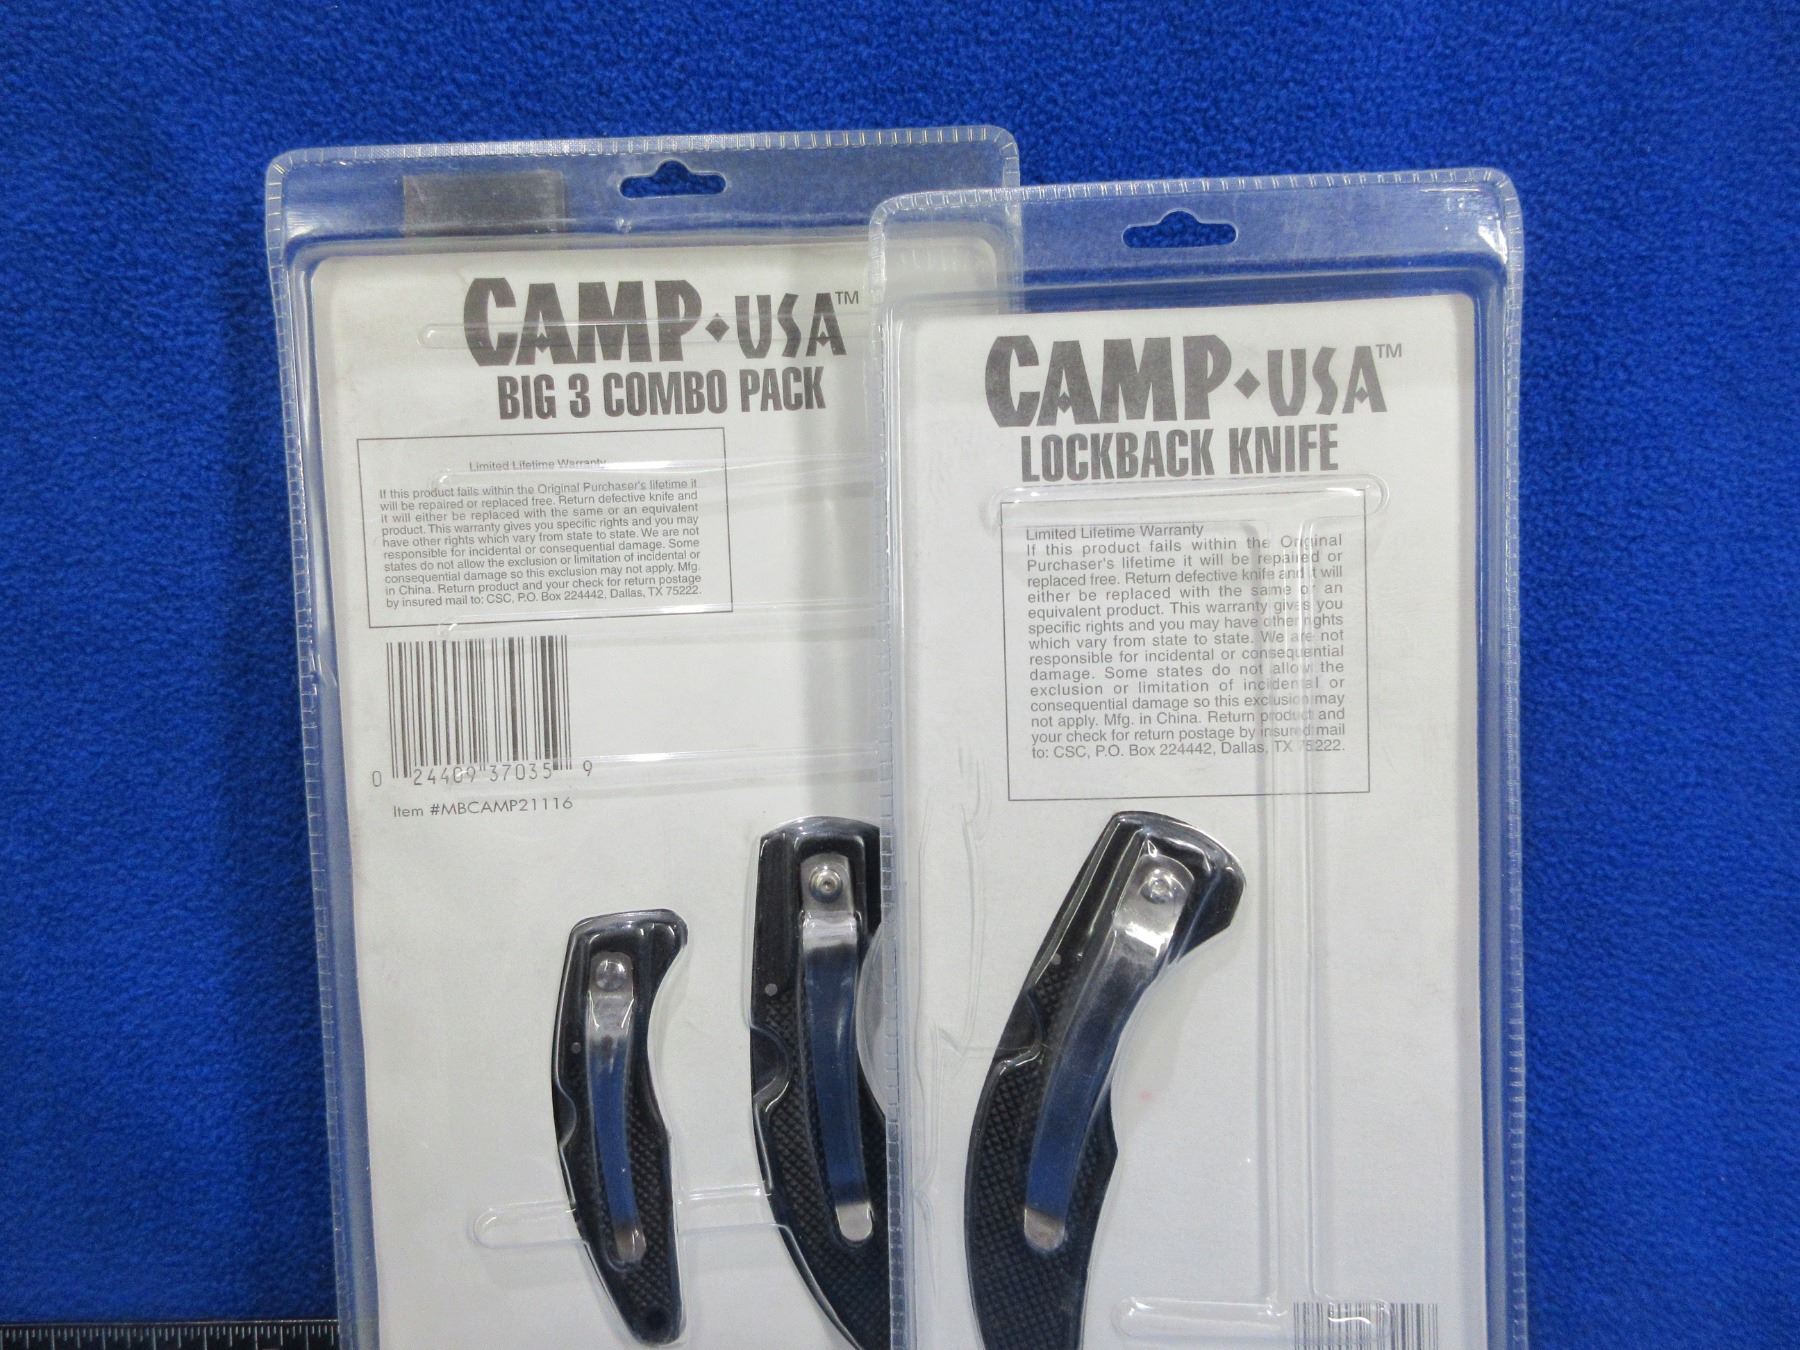 CAMP♦USA™
BIG 3 COMBO PACK
Limited Lifetime Warranty
If this product fails within the Original Purchaser's lifetime it
will be repaired or replaced free. Return defective knife and
it will either be replaced with the same or an equivalent
product. This warranty gives you specific rights and you may
have other rights which vary from state to state. We are not
responsible for incidental or consequential damage. Some
states do not allow the exclusion or limitation of incidental or
consequential damage so this exclusion may not apply. Mfg.
in China. Return product and your check for return postage
by insured mail to: CSC, P.O. Box 224442, Dallas, TX 75222.
0 24409 37035 9
Item #MBCAMP21116
CAMP♦USA™
LOCKBACK KNIFE
Limited Lifetime Warranty
If this product fails within the Original
Purchaser's lifetime it will be repaired or
replaced free. Return defective knife and it will
either be replaced with the same or an
equivalent product. This warranty gives you
specific rights and you may have other rights
which vary from state to state. We are not
responsible for incidental or consequential
damage. Some states do not allow the
exclusion or limitation of incidental or
consequential damage so this exclusion may
not apply. Mfg. in China. Return product and
your check for return postage by insured mail
to: CSC, P.O. Box 224442, Dallas, TX 75222.